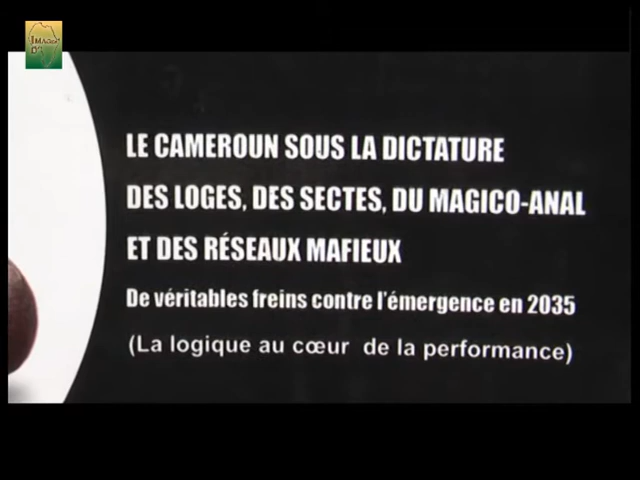 LE CAMEROUN SOUS LA DICTATURE
DES LOGES, DES SECTES, DU MAGICO-ANAL
ET DES RÉSEAUX MAFIEUX
De véritables freins contre l'émergence en 2035
(La logique au cœur de la performance)